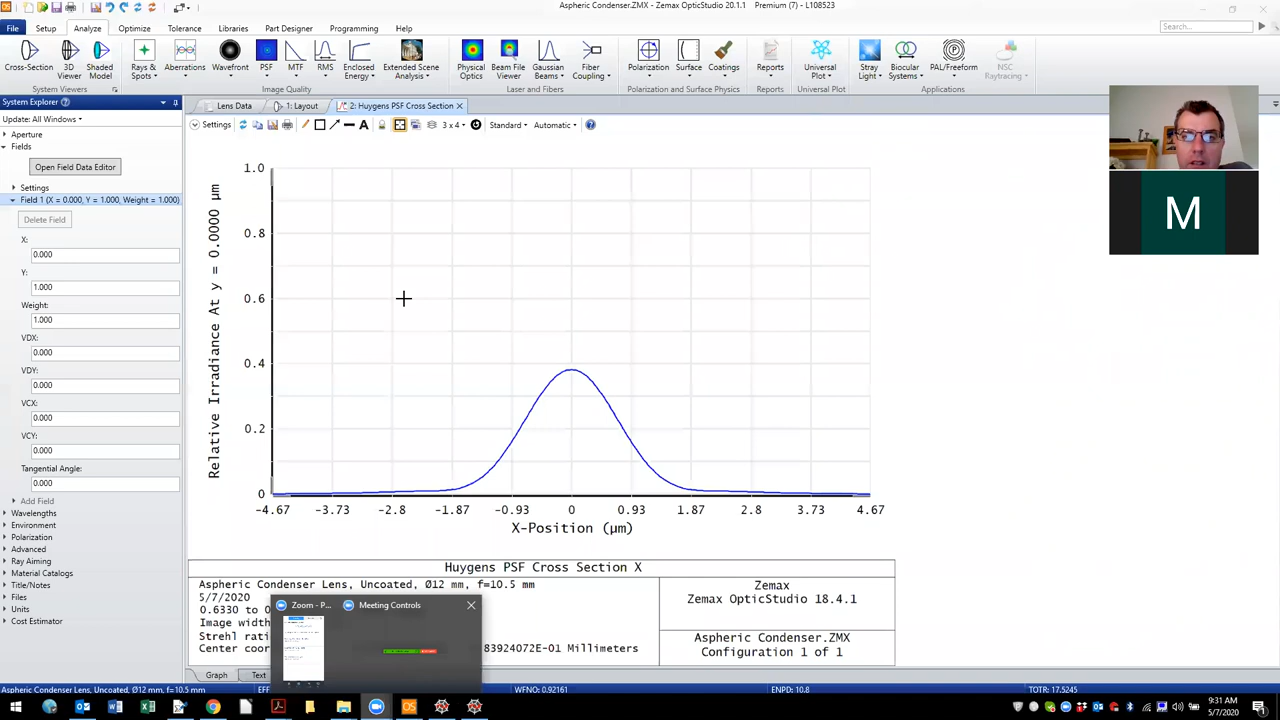 Aspheric Condenser.ZMX - Zemax OpticStudio 20.1.1   Premium (7) - L108523
File Setup Analyze Optimize Tolerance Libraries Part Designer Programming Help
Search...
Cross-Section
3D Viewer
Shaded Model
Rays & Spots
Aberrations
Wavefront
PSF
MTF
RMS
Enclosed Energy
Extended Scene Analysis
Physical Optics
Beam File Viewer
Gaussian Beams
Fiber Coupling
Polarization
Surface
Coatings
Reports
Universal Plot
Stray Light
Biocular Systems
PAL/Freeform
NSC Raytracing
System Viewers
Image Quality
Laser and Fibers
Polarization and Surface Physics
Reports
Universal Plot
Applications
System Explorer
Lens Data
1: Layout
2: Huygens PSF Cross Section
Update: All Windows
Settings
3 x 4
Standard
Automatic
Aperture
Fields
Open Field Data Editor
Settings
Field 1 (X = 0.000, Y = 1.000, Weight = 1.000)
Delete Field
X:
0.000
Y:
1.000
Weight:
1.000
VDX:
0.000
VDY:
0.000
VCX:
0.000
VCY:
0.000
Tangential Angle:
0.000
Add Field
Wavelengths
Environment
Polarization
Advanced
Ray Aiming
Material Catalogs
Title/Notes
Files
Units
Cost Estimator
Relative Irradiance At y = 0.0000 µm
1.0
0.8
0.6
0.4
0.2
0
-4.67 -3.73 -2.8 -1.87 -0.93 0 0.93 1.87 2.8 3.73 4.67
X-Position (µm)
M
Huygens PSF Cross Section X
Aspheric Condenser Lens, Uncoated, Ø12 mm, f=10.5 mm
5/7/2020
0.6330 to 0
Image width
Strehl rati
Center coor
83924072E-01 Millimeters
Zemax
Zemax OpticStudio 18.4.1
Aspheric Condenser.ZMX
Configuration 1 of 1
Zoom - P...
Meeting Controls
Graph
Text
Aspheric Condenser Lens, Uncoated, Ø12 mm, f=10.5 mm
EFF
WFNO: 0.92161
ENPD: 10.8
TOTR: 17.5245
9:31 AM
5/7/2020